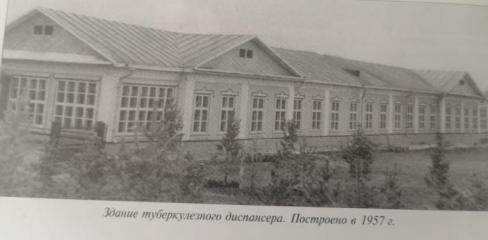 Здание туберкулезного диспансера. Построено в 1957 г.